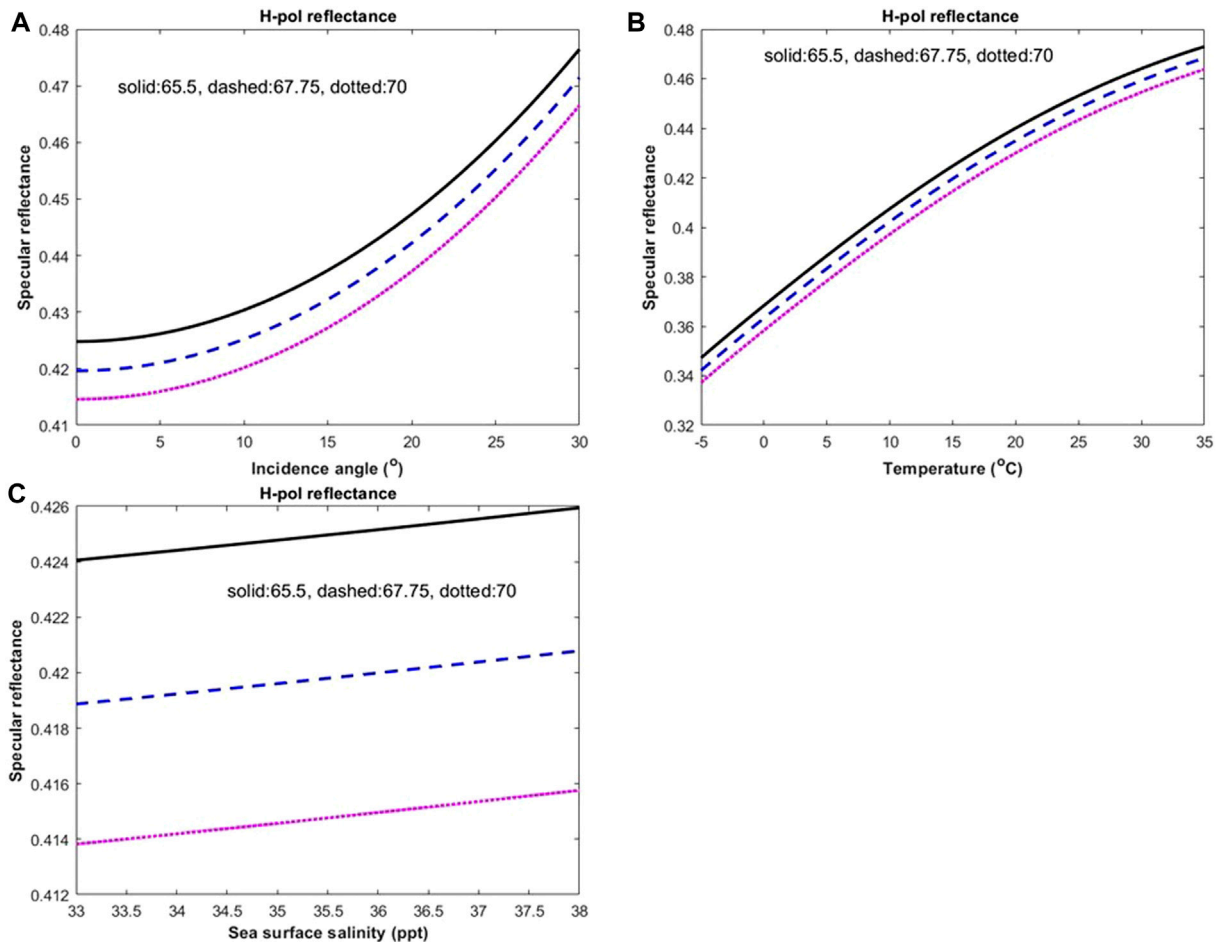 A
H-pol reflectance
0.48
0.47
0.46
0.45
0.44
0.43
0.42
0.41
Specular reflectance
solid:65.5, dashed:67.75, dotted:70
0 5 10 15 20 25 30
Incidence angle (°)
B
H-pol reflectance
0.48
0.46
0.44
0.42
0.4
0.38
0.36
0.34
0.32
Specular reflectance
solid:65.5, dashed:67.75, dotted:70
-5 0 5 10 15 20 25 30 35
Temperature (°C)
C
H-pol reflectance
0.426
0.424
0.422
0.42
0.418
0.416
0.414
0.412
Specular reflectance
solid:65.5, dashed:67.75, dotted:70
33 33.5 34 34.5 35 35.5 36 36.5 37 37.5 38
Sea surface salinity (ppt)